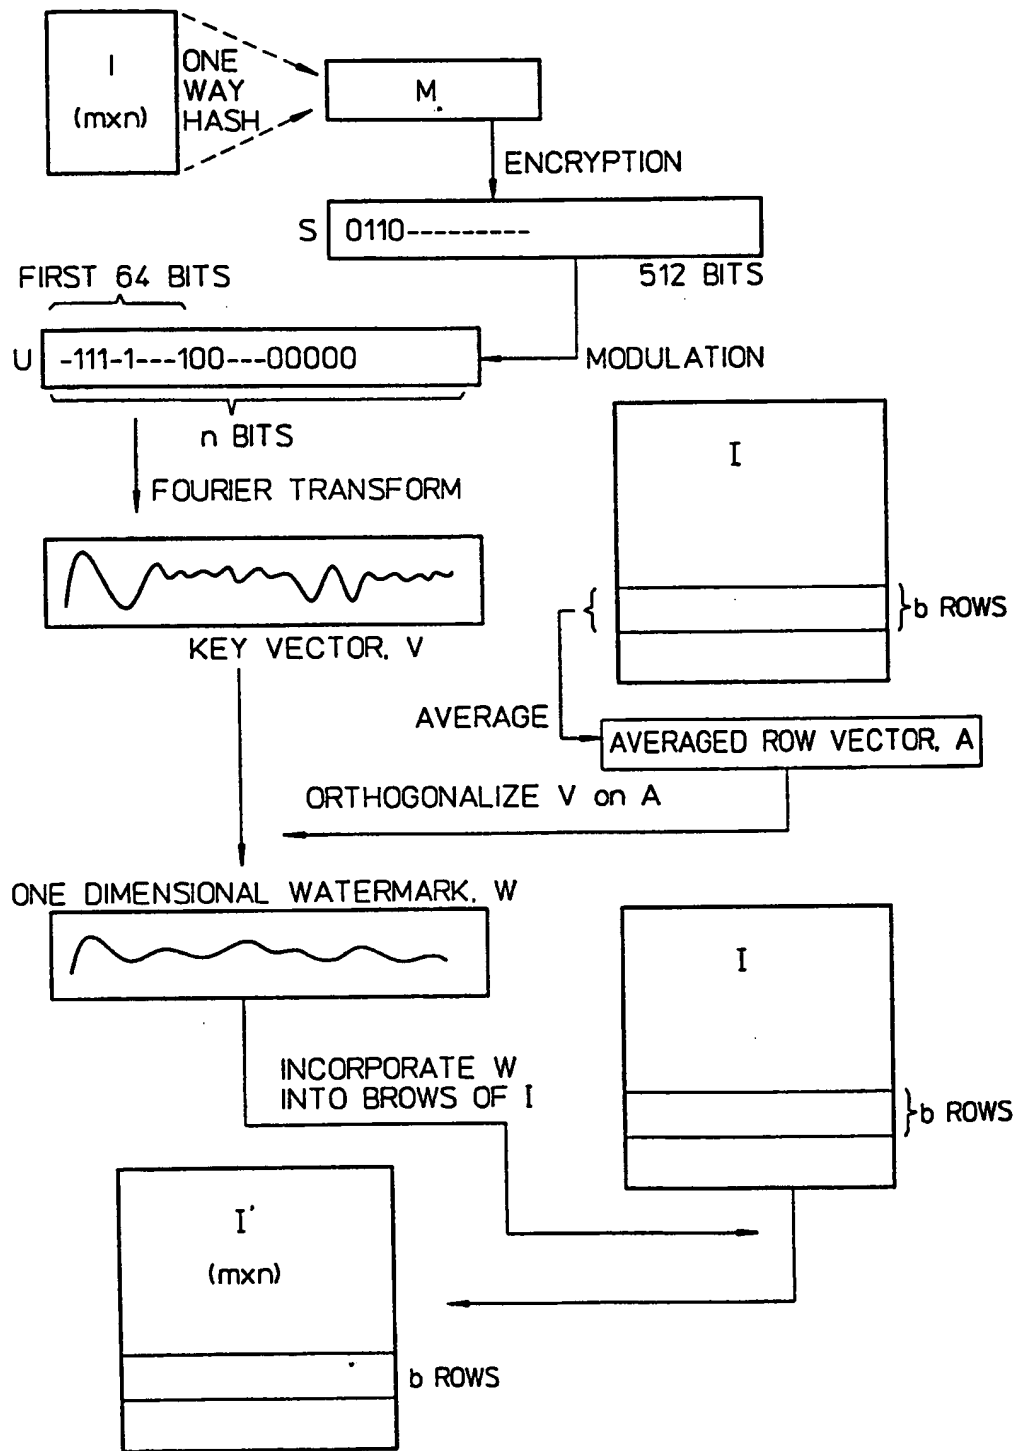 I
(mxn)
ONE
WAY
HASH
M
ENCRYPTION
S
0110---------
512 BITS
FIRST 64 BITS
U
-111-1---100---00000
MODULATION
n BITS
FOURIER TRANSFORM
I
b ROWS
KEY VECTOR, V
AVERAGE
AVERAGED ROW VECTOR, A
ORTHOGONALIZE V on A
ONE DIMENSIONAL WATERMARK, W
I
INCORPORATE W
INTO BROWS OF I
b ROWS
I'
(mxn)
b ROWS